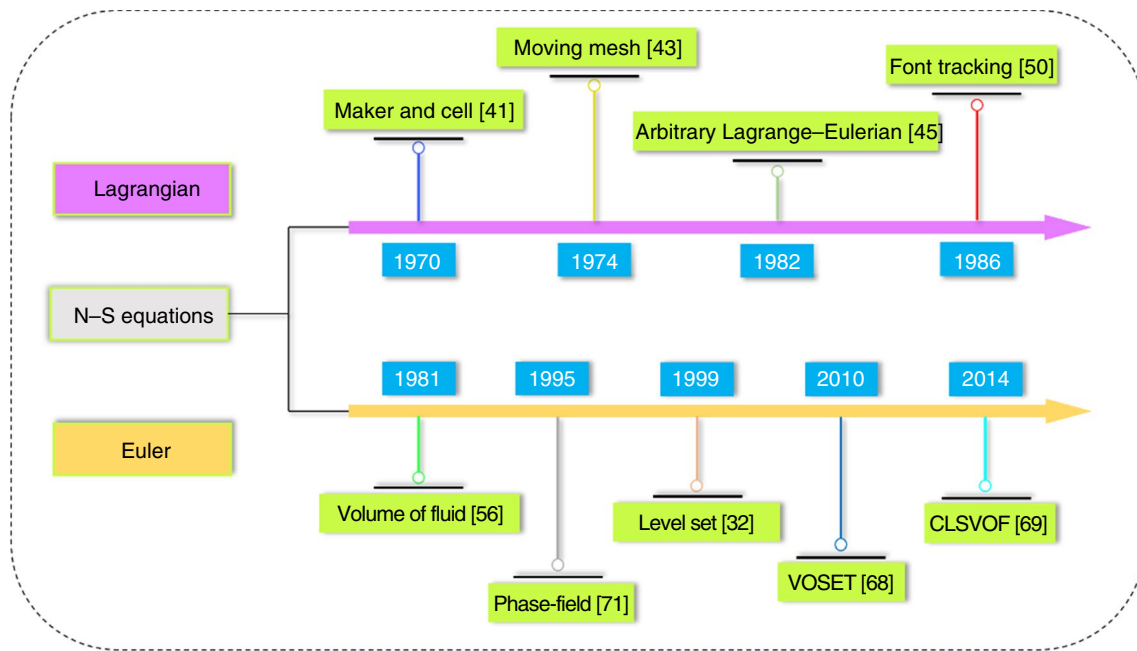 Moving mesh [43]
Font tracking [50]
Maker and cell [41]
Arbitrary Lagrange–Eulerian [45]
Lagrangian
1970
1974
1982
1986
N–S equations
1981
1995
1999
2010
2014
Euler
Volume of fluid [56]
Level set [32]
CLSVOF [69]
VOSET [68]
Phase-field [71]